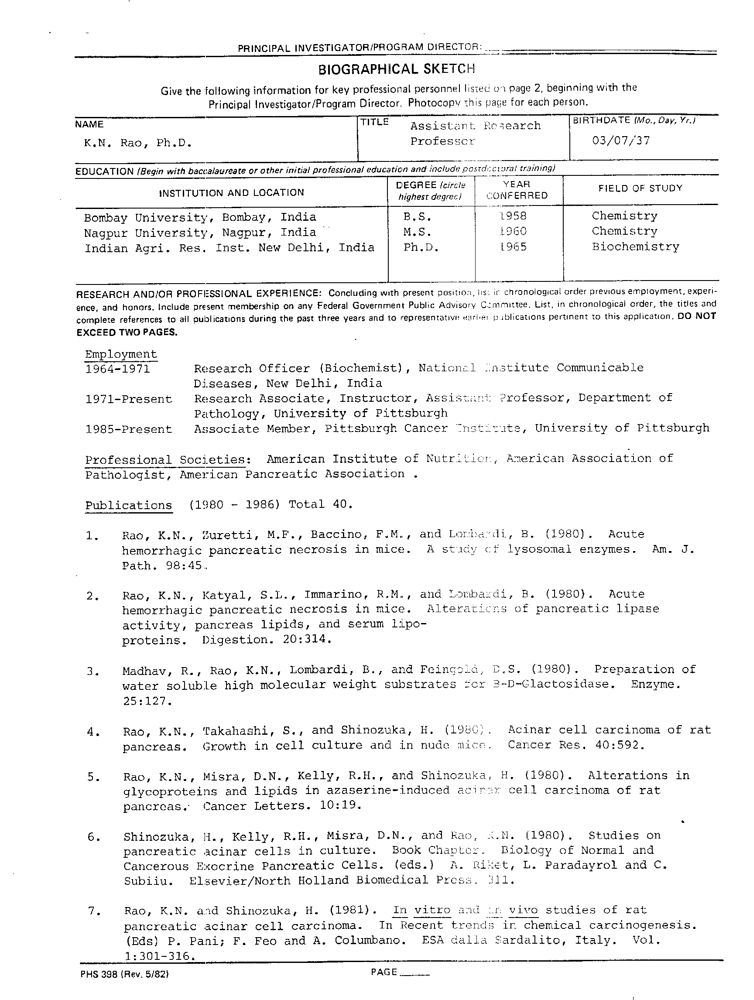 PRINCIPAL INVESTIGATOR/PROGRAM DIRECTOR:
BIOGRAPHICAL SKETCH
Give the following information for key professional personnel listed on page 2, beginning with the
Principal Investigator/Program Director. Photocopy this page for each person.
NAME TITLE BIRTHDATE (Mo., Day, Yr.)
K.N. Rao, Ph.D. Assistant Research Professor 03/07/37
EDUCATION (Begin with baccalaureate or other initial professional education and include postdoctoral training)
INSTITUTION AND LOCATION DEGREE (circle highest degree) YEAR CONFERRED FIELD OF STUDY
Bombay University, Bombay, India B.S. 1958 Chemistry
Nagpur University, Nagpur, India M.S. 1960 Chemistry
Indian Agri. Res. Inst. New Delhi, India Ph.D. 1965 Biochemistry
RESEARCH AND/OR PROFESSIONAL EXPERIENCE: Concluding with present position, list in chronological order previous employment, experi-
ence, and honors. Include present membership on any Federal Government Public Advisory Committee. List, in chronological order, the titles and
complete references to all publications during the past three years and to representative earlier publications pertinent to this application. DO NOT
EXCEED TWO PAGES.
Employment
1964-1971 Research Officer (Biochemist), National Institute Communicable
Diseases, New Delhi, India
1971-Present Research Associate, Instructor, Assistant Professor, Department of
Pathology, University of Pittsburgh
1985-Present Associate Member, Pittsburgh Cancer Institute, University of Pittsburgh
Professional Societies: American Institute of Nutrition, American Association of
Pathologist, American Pancreatic Association .
Publications (1980 - 1986) Total 40.
1. Rao, K.N., Zuretti, M.F., Baccino, F.M., and Lombardi, B. (1980). Acute
hemorrhagic pancreatic necrosis in mice. A study of lysosomal enzymes. Am. J.
Path. 98:45.
2. Rao, K.N., Katyal, S.L., Immarino, R.M., and Lombardi, B. (1980). Acute
hemorrhagic pancreatic necrosis in mice. Alterations of pancreatic lipase
activity, pancreas lipids, and serum lipo-
proteins. Digestion. 20:314.
3. Madhav, R., Rao, K.N., Lombardi, B., and Feingold, D.S. (1980). Preparation of
water soluble high molecular weight substrates for B-D-Glactosidase. Enzyme.
25:127.
4. Rao, K.N., Takahashi, S., and Shinozuka, H. (1980). Acinar cell carcinoma of rat
pancreas. Growth in cell culture and in nude mice. Cancer Res. 40:592.
5. Rao, K.N., Misra, D.N., Kelly, R.H., and Shinozuka, H. (1980). Alterations in
glycoproteins and lipids in azaserine-induced acinar cell carcinoma of rat
pancreas. Cancer Letters. 10:19.
6. Shinozuka, H., Kelly, R.H., Misra, D.N., and Rao, K.N. (1980). Studies on
pancreatic acinar cells in culture. Book Chapter. Biology of Normal and
Cancerous Exocrine Pancreatic Cells. (eds.) A. Ribet, L. Paradayrol and C.
Subiiu. Elsevier/North Holland Biomedical Press. 311.
7. Rao, K.N. and Shinozuka, H. (1981). In vitro and in vivo studies of rat
pancreatic acinar cell carcinoma. In Recent trends in chemical carcinogenesis.
(Eds) P. Pani; F. Feo and A. Columbano. ESA dalla Sardalito, Italy. Vol.
1:301-316.
PHS 398 (Rev. 5/82) PAGE